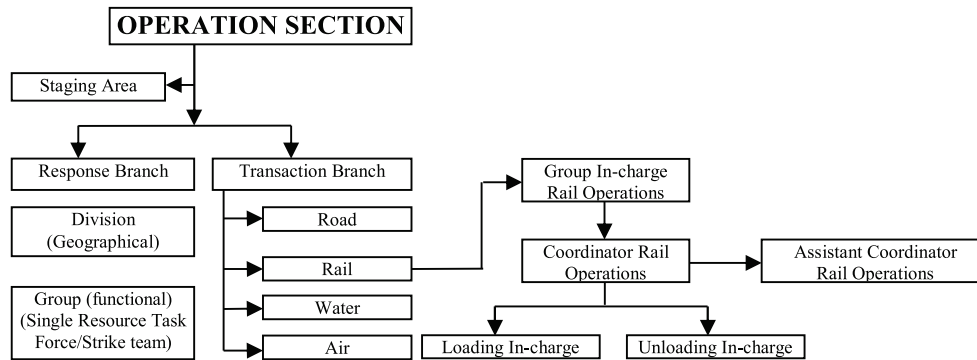 OPERATION SECTION
Staging Area
Response Branch
Transaction Branch
Division
(Geographical)
Group (functional)
(Single Resource Task
Force/Strike team)
Road
Rail
Water
Air
Group In-charge
Rail Operations
Coordinator Rail
Operations
Assistant Coordinator
Rail Operations
Loading In-charge
Unloading In-charge